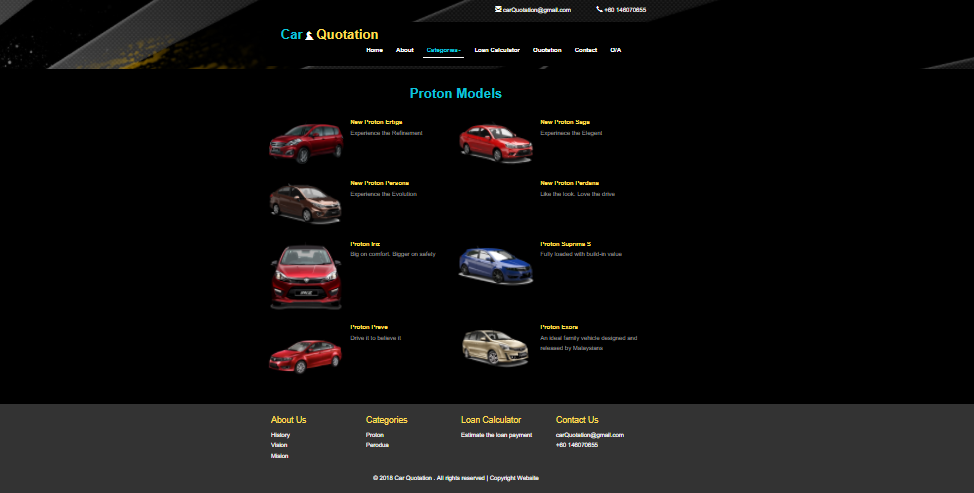 carQuotation@gmail.com +60 146070655
Car Quotation
Home About Categories Loan Calculator Quotation Contact Q/A
Proton Models
New Proton Ertiga
Experience the Refinement
New Proton Saga
Experinece the Elegent
New Proton Persona
Experience the Evolution
New Proton Perdana
Like the look. Love the drive
Proton Iriz
Big on comfort. Bigger on safety
Proton Suprima S
Fully loaded with build-in value
Proton Preve
Drive it to believe it
Proton Exora
An ideal family vehicle designed and
released by Malaysians
About Us
History
Vision
Mision
Categories
Proton
Perodua
Loan Calculator
Estimate the loan payment
Contact Us
carQuotation@gmail.com
+60 146070655
© 2018 Car Quotation . All rights reserved | Copyright Website